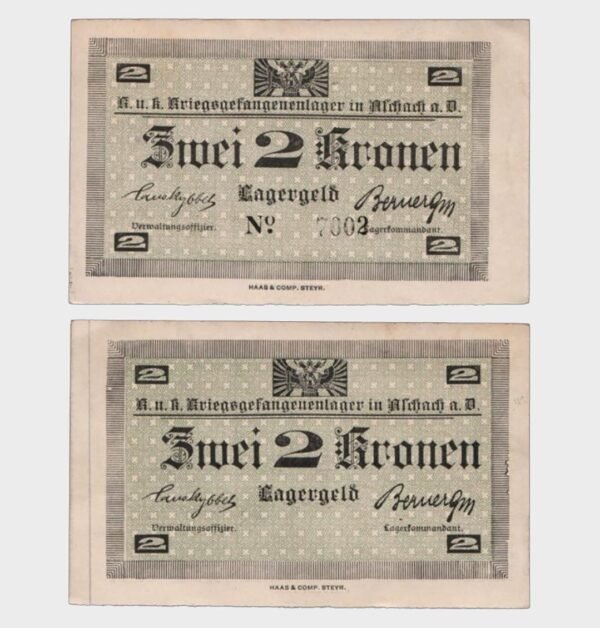 2 2
K. u. k. Kriegsgefangenenlager in Aschach a. D.
Zwei 2 Kronen
Lagergeld
Verwaltungsoffizier. No. 7002 Lagerkommandant.
2 2
HAAS & COMP. STEYR.
2 2
K. u. k. Kriegsgefangenenlager in Aschach a. D.
Zwei 2 Kronen
Lagergeld
Verwaltungsoffizier. Lagerkommandant.
2 2
HAAS & COMP. STEYR.